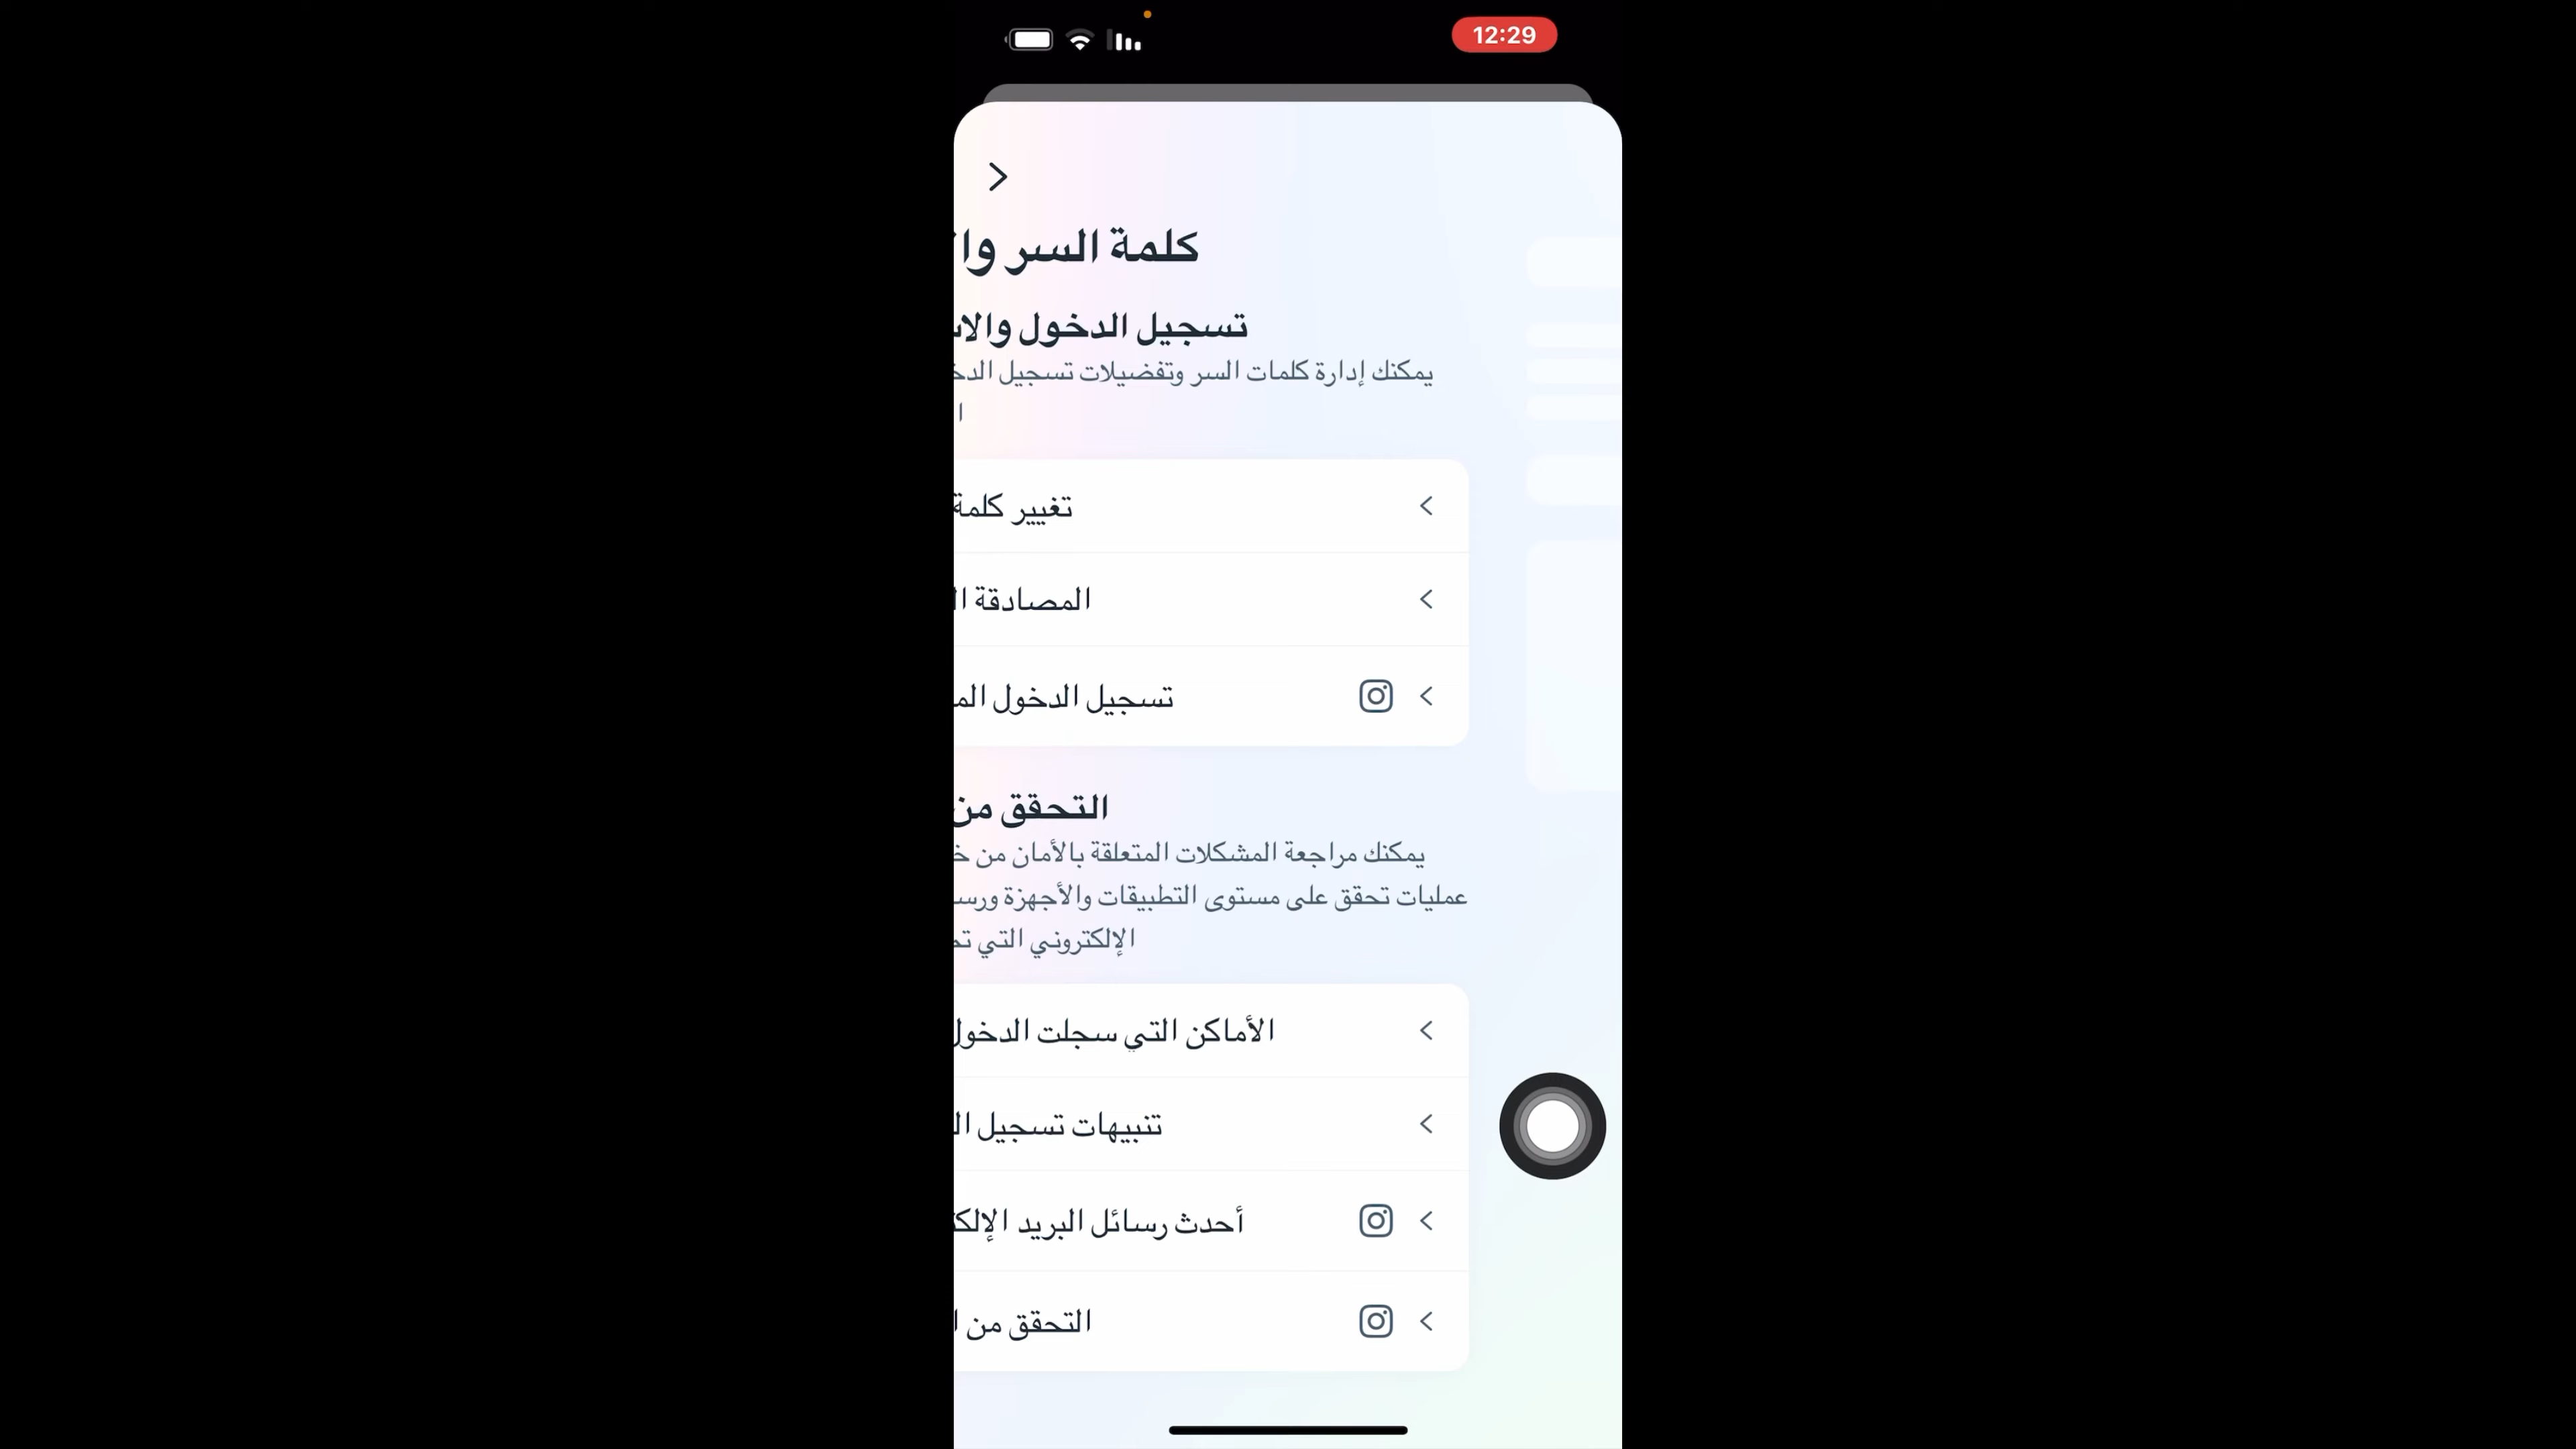 12:29
كلمة السر وا
تسجيل الدخول والا
يمكنك إدارة كلمات السر وتفضيلات تسجيل الدخ
ا
تغيير كلمة
المصادقة ا
تسجيل الدخول الم
التحقق من
يمكنك مراجعة المشكلات المتعلقة بالأمان من خ
عمليات تحقق على مستوى التطبيقات والأجهزة ورس
الإلكتروني التي ت
الأماكن التي سجلت الدخول
تنبيهات تسجيل ال
أحدث رسائل البريد الإلك
التحقق من ا